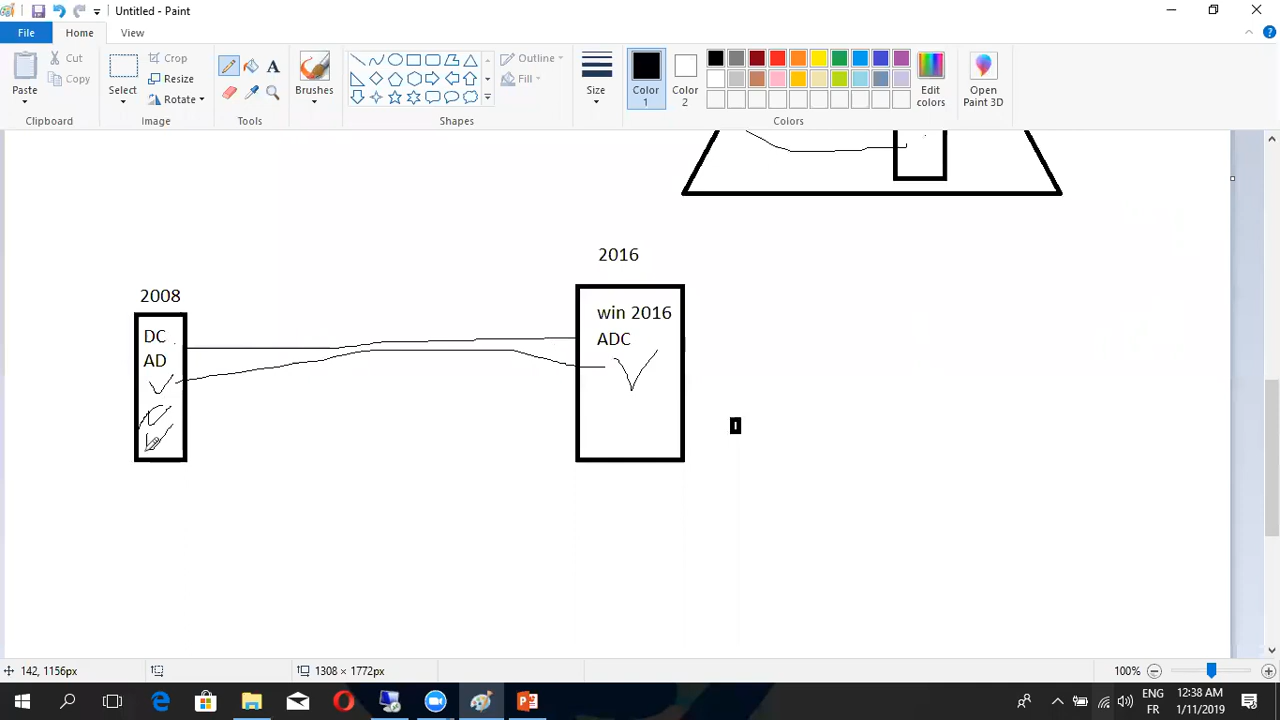 Untitled - Paint
File
Home
View
Paste
Cut
Copy
Clipboard
Select
Crop
Resize
Rotate
Image
A
Tools
Brushes
Outline
Fill
Shapes
Size
Color 1
Color 2
Edit colors
Colors
Open Paint 3D
2016
win 2016
ADC
2008
DC
AD
142, 1156px
1308 × 1772px
100%
ENG
FR
12:38 AM
1/11/2019